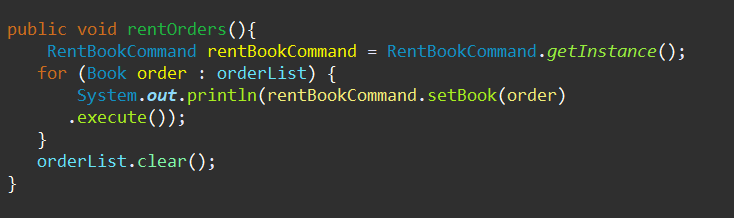 public void rentOrders(){
    RentBookCommand rentBookCommand = RentBookCommand.getInstance();
   for (Book order : orderList) {
       System.out.println(rentBookCommand.setBook(order)
      .execute());
   }
   orderList.clear();
}